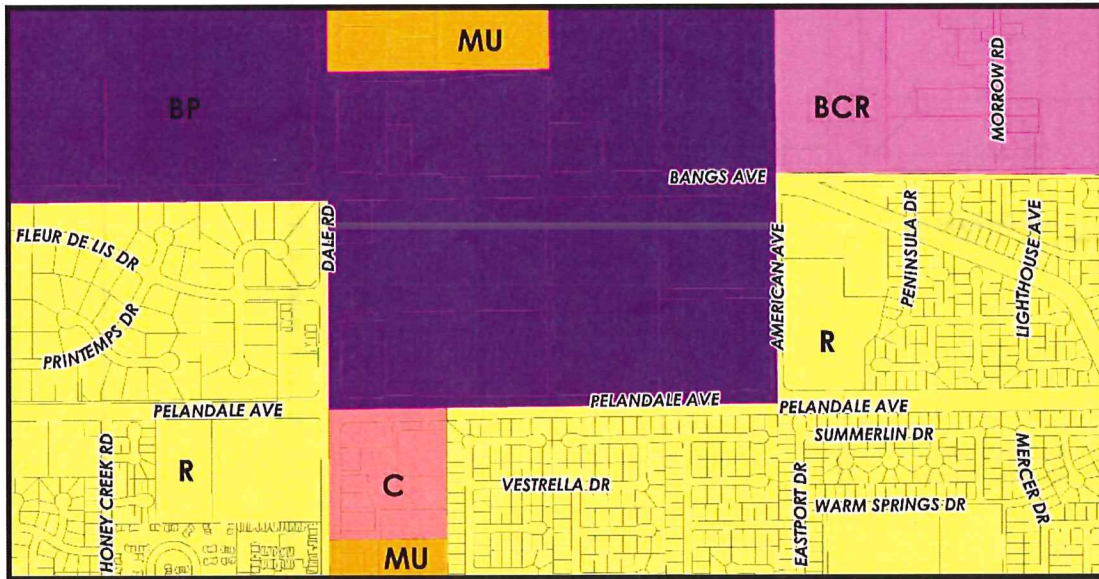 MU
BP
BCR
MORROW RD
BANGS AVE
DALE RD
FLEUR DE LIS DR
PRINTEMPS DR
AMERICAN AVE
PENINSULA DR
LIGHTHOUSE AVE
R
PELANDALE AVE
PELANDALE AVE
PELANDALE AVE
HONEY CREEK RD
R
C
VESTRELLA DR
EASTPORT DR
SUMMERLIN DR
WARM SPRINGS DR
MERCER DR
MU